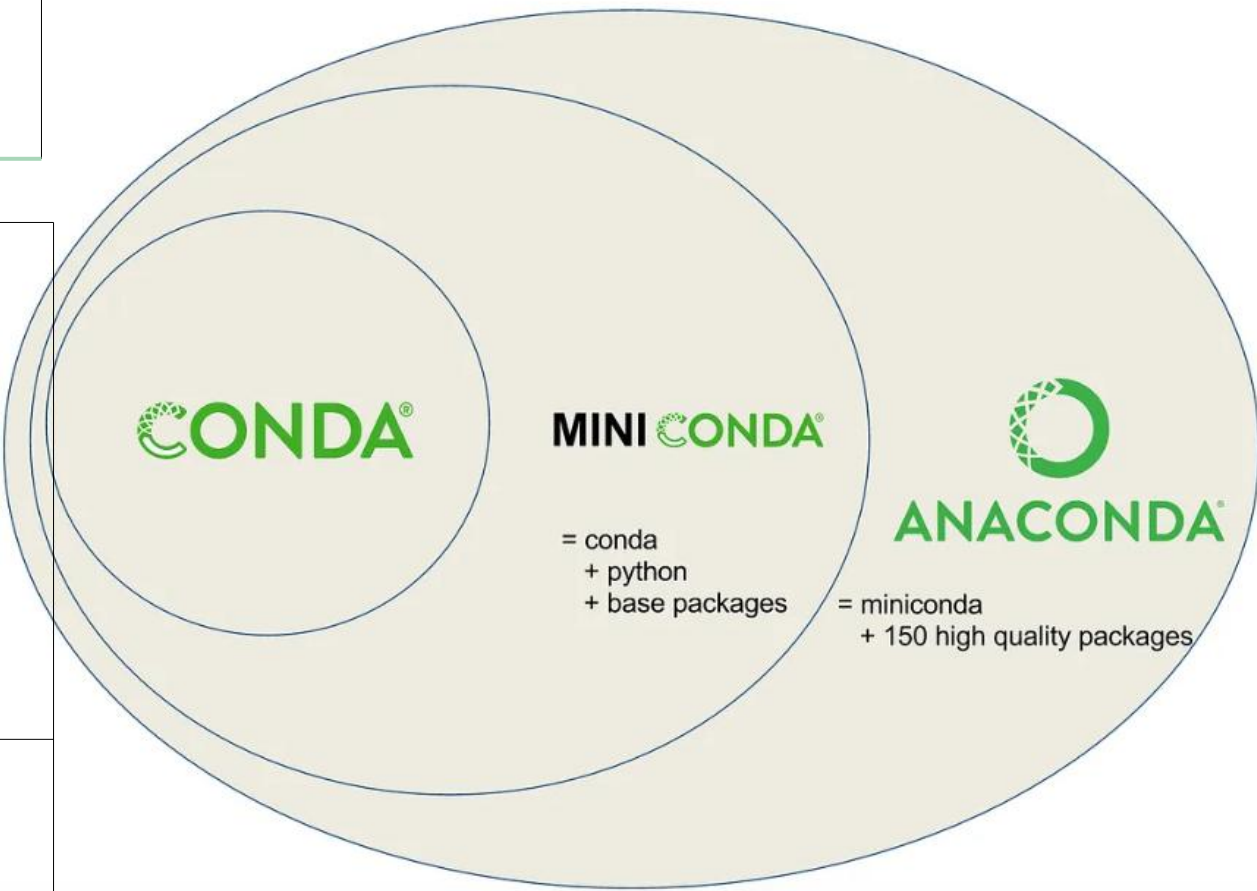 CONDA®
MINI CONDA®
= conda
+ python
+ base packages
ANACONDA®
= miniconda
+ 150 high quality packages